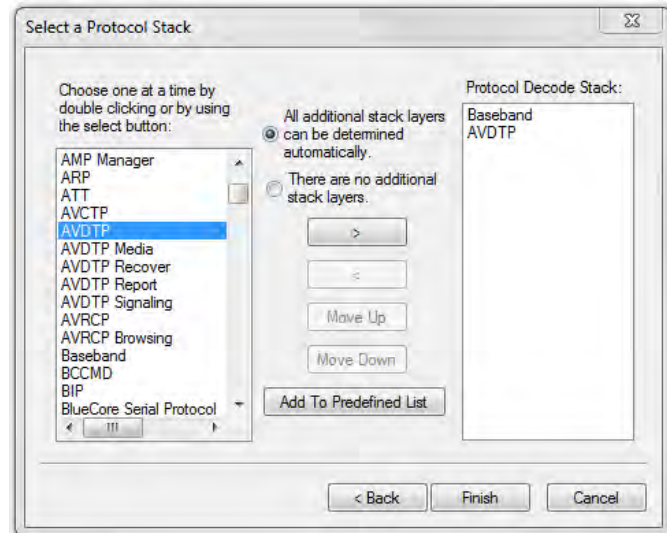 Select a Protocol Stack
Choose one at a time by
double clicking or by using
the select button:
AMP Manager
ARP
ATT
AVCTP
AVDTP
AVDTP Media
AVDTP Recover
AVDTP Report
AVDTP Signaling
AVRCP
AVRCP Browsing
Baseband
BCCMD
BIP
BlueCore Serial Protocol
All additional stack layers
can be determined
automatically.
There are no additional
stack layers.
>
<
Move Up
Move Down
Add To Predefined List
Protocol Decode Stack:
Baseband
AVDTP
< Back
Finish
Cancel